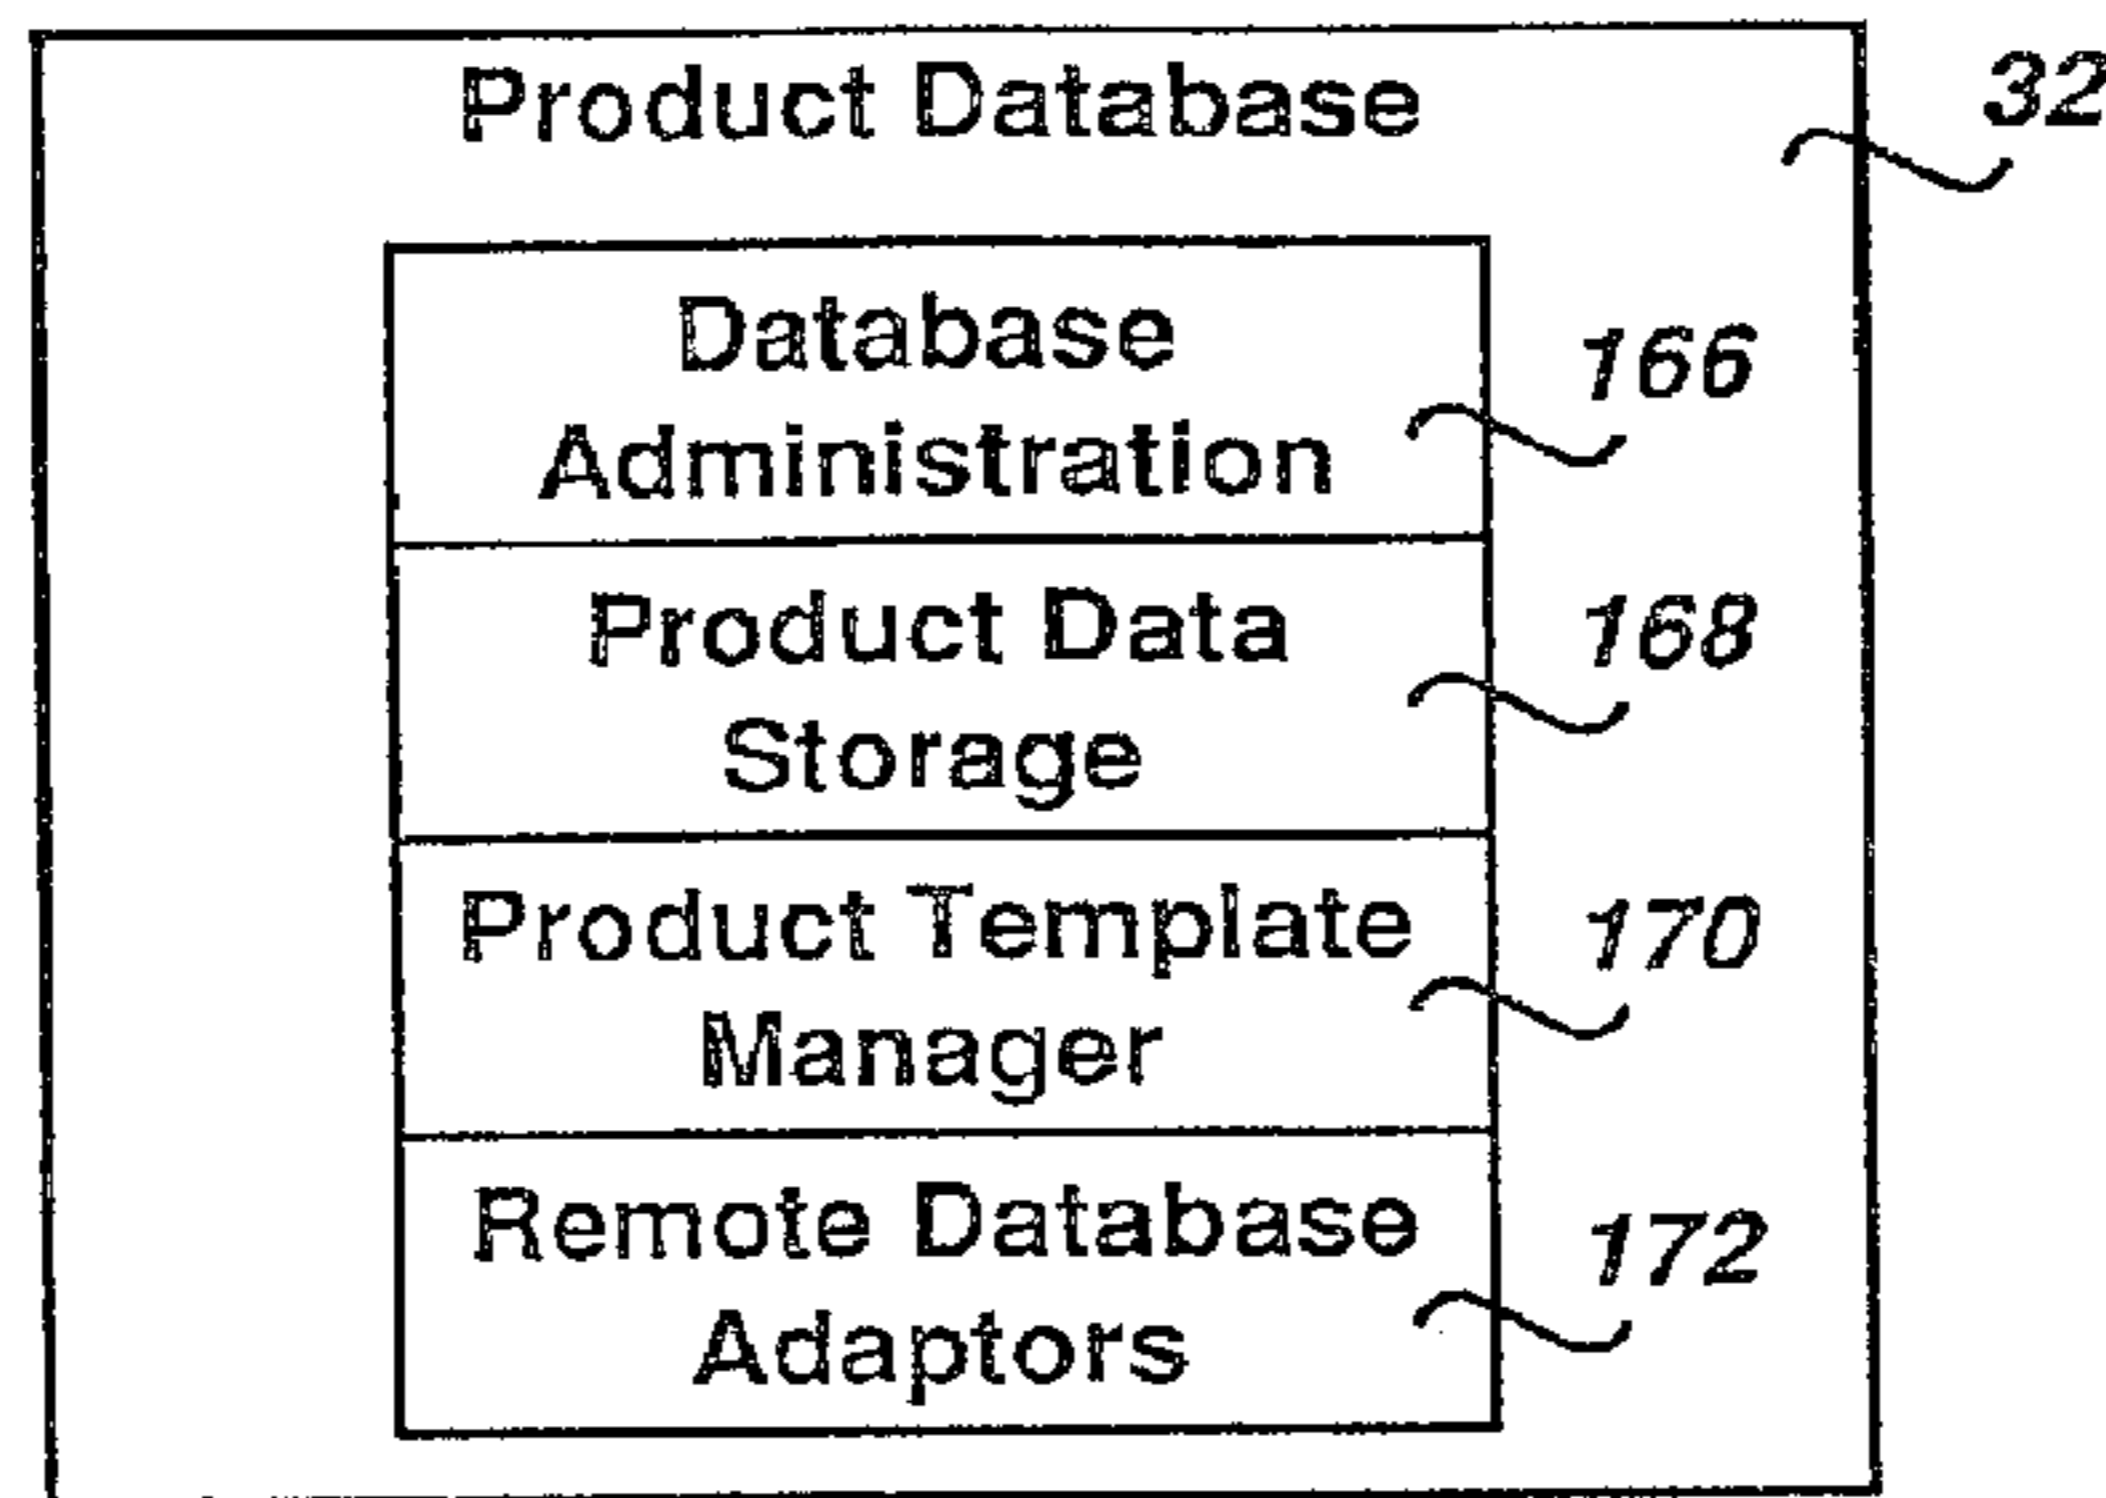 Product Database
32
Database
Administration
166
Product Data
Storage
168
Product Template
Manager
170
Remote Database
Adaptors
172